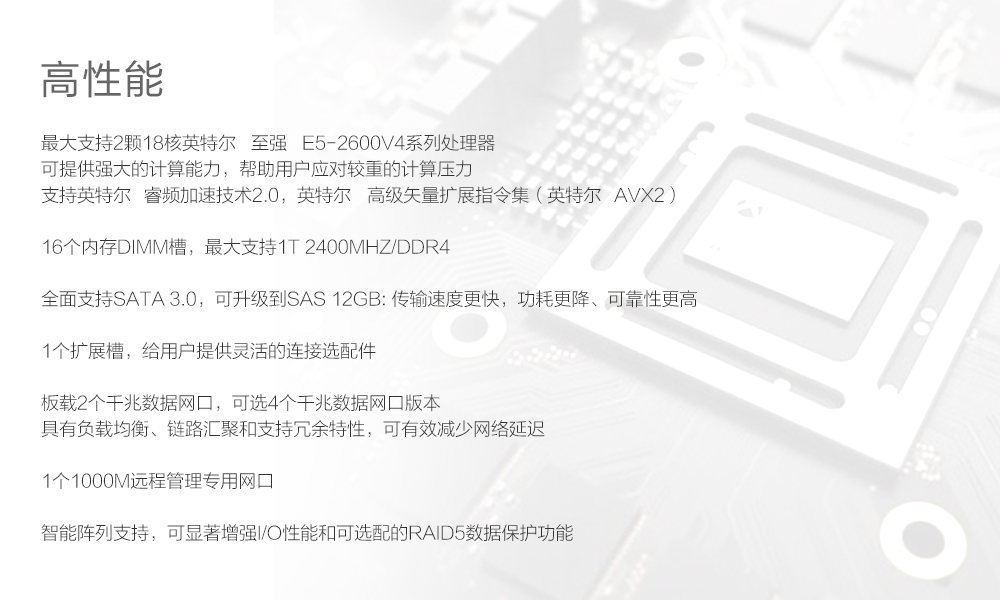 高性能
最大支持2颗18核英特尔 至强 E5-2600V4系列处理器
可提供强大的计算能力，帮助用户应对较重的计算压力
支持英特尔 睿频加速技术2.0，英特尔 高级矢量扩展指令集（英特尔 AVX2）
16个内存DIMM槽，最大支持1T 2400MHZ/DDR4
全面支持SATA 3.0，可升级到SAS 12GB: 传输速度更快，功耗更降、可靠性更高
1个扩展槽，给用户提供灵活的连接选配件
板载2个千兆数据网口，可选4个千兆数据网口版本
具有负载均衡、链路汇聚和支持冗余特性，可有效减少网络延迟
1个1000M远程管理专用网口
智能阵列支持，可显著增强I/O性能和可选配的RAID5数据保护功能